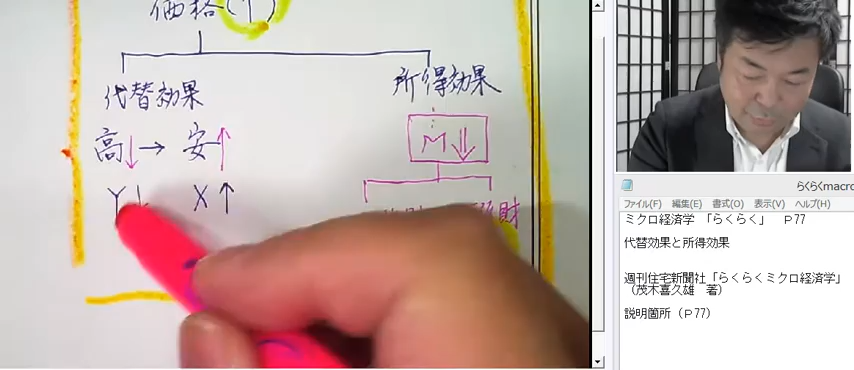 価格(↑)
代替効果
所得効果
高↓→安↑
M⇓
Y↓ X↑
財
らくらくmacro
ファイル(F) 編集(E) 書式(O) 表示(V) ヘルプ(H)
ミクロ経済学 「らくらく」 P77
代替効果と所得効果
週刊住宅新聞社「らくらくミクロ経済学」
(茂木喜久雄 著)
説明箇所(P77)